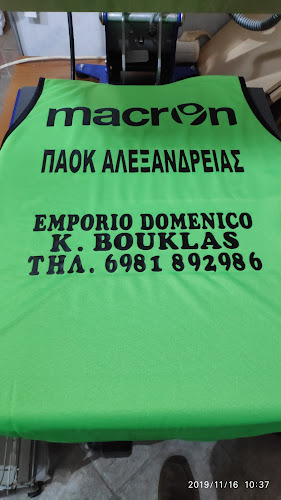 macron
ΠΑΟΚ ΑΛΕΞΑΝΔΡΕΙΑΣ
EMPORIO DOMENICO
K. BOUKLAS
ΤΗΛ. 6981 892986
2019/11/16 10:37